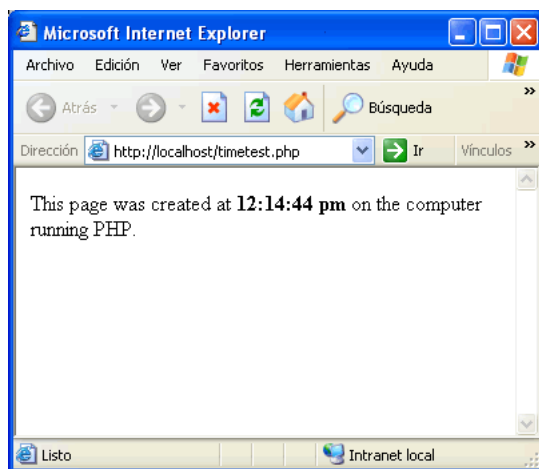 Microsoft Internet Explorer
Archivo Edición Ver Favoritos Herramientas Ayuda
Atrás Búsqueda »
Dirección http://localhost/timetest.php Ir Vínculos »
This page was created at 12:14:44 pm on the computer
running PHP.
Listo Intranet local